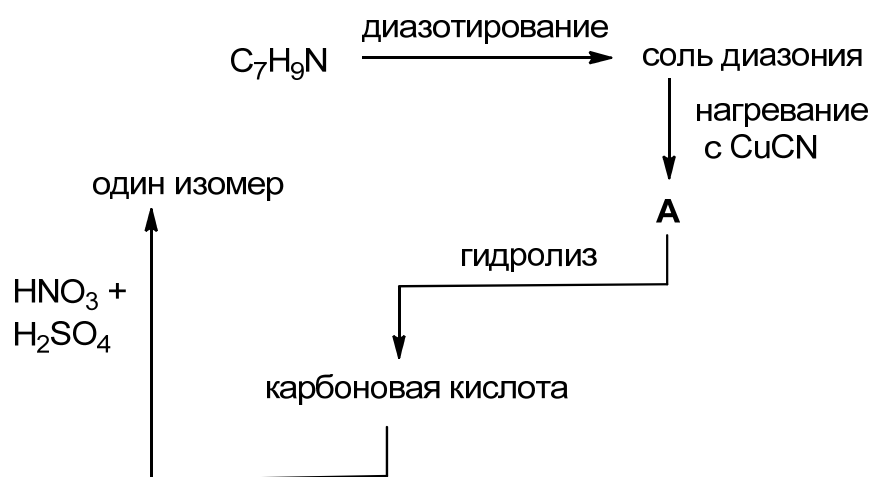 диазотирование
C₇H₉N
соль диазония
нагревание
с CuCN
A
один изомер
гидролиз
HNO₃ +
H₂SO₄
карбоновая кислота